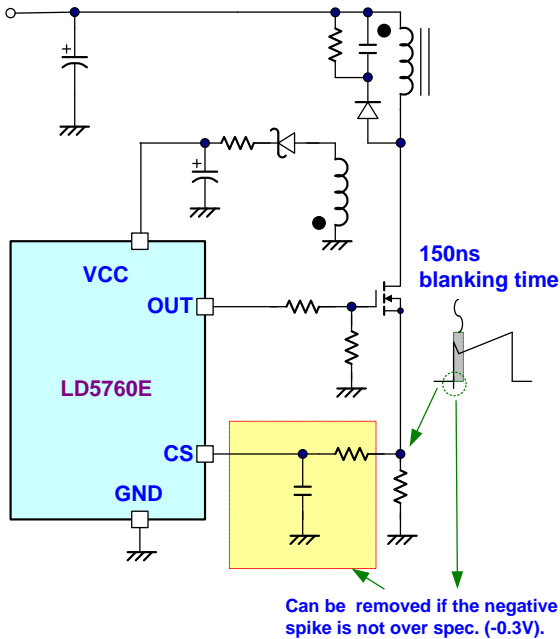 +
+
150ns
blanking time
VCC
OUT
LD5760E
CS
GND
Can be removed if the negative
spike is not over spec. (-0.3V).